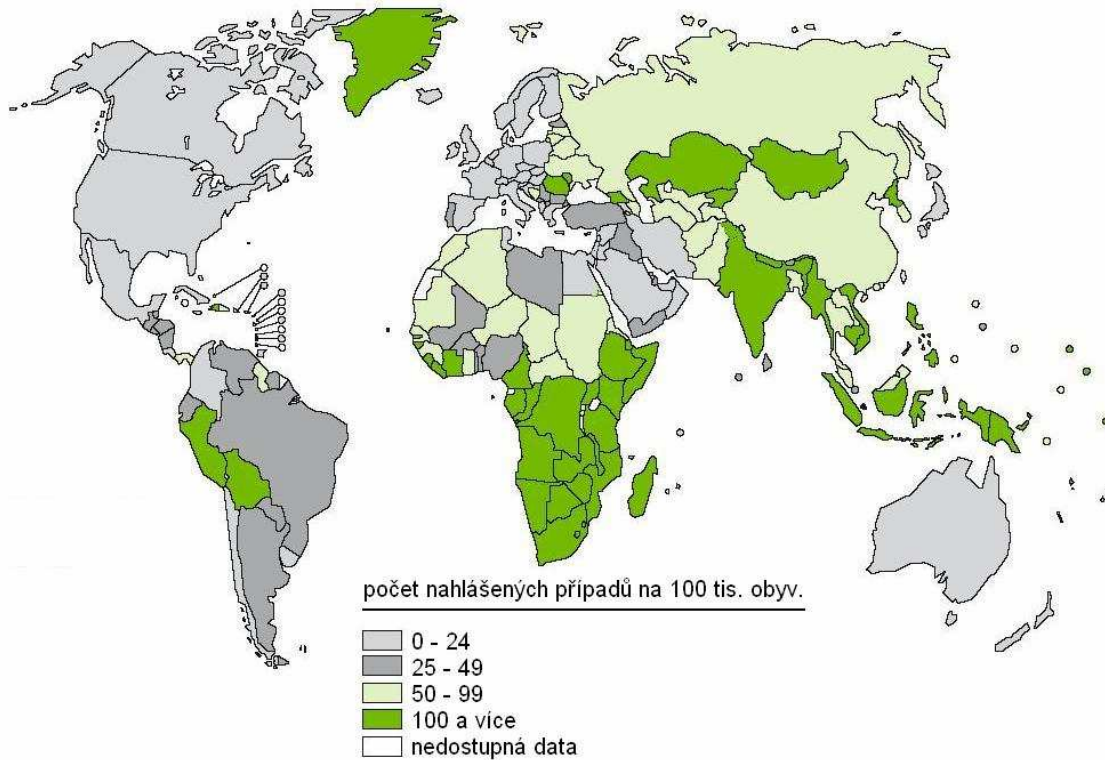 počet nahlášených případů na 100 tis. obyv.
0 - 24
25 - 49
50 - 99
100 a více
nedostupná data